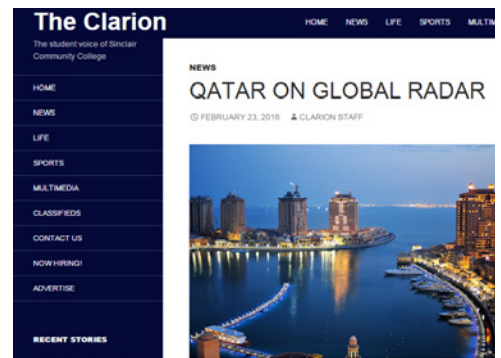 The Clarion
The student voice of Sinclair
Community College
HOME
NEWS
LIFE
SPORTS
MULTIMEDIA
CLASSIFIEDS
CONTACT US
NOW HIRING!
ADVERTISE
RECENT STORIES
HOME NEWS LIFE SPORTS MULTIM
NEWS
QATAR ON GLOBAL RADAR
FEBRUARY 23, 2016 CLARION STAFF